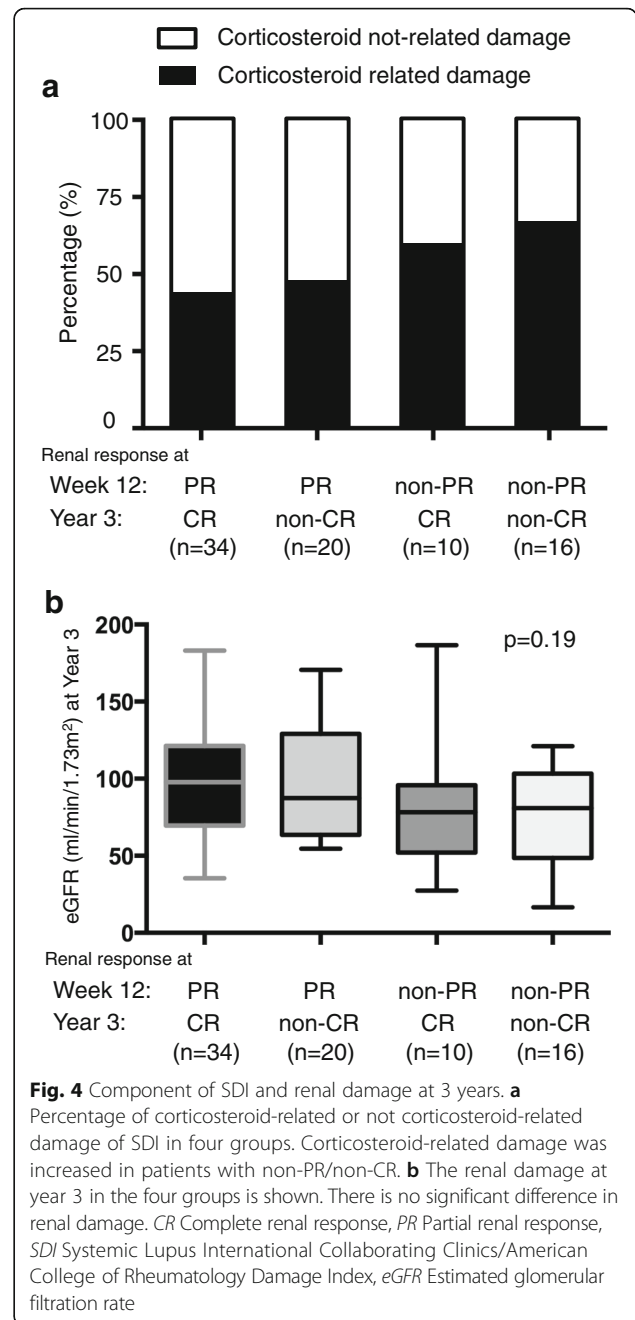 Corticosteroid not-related damage
Corticosteroid related damage
a
100
75
50
25
0
Percentage (%)
Renal response at
Week 12: PR PR non-PR non-PR
Year 3: CR non-CR CR non-CR
(n=34) (n=20) (n=10) (n=16)
b
200
150
100
50
0
eGFR (ml/min/1.73m²) at Year 3
p=0.19
Renal response at
Week 12: PR PR non-PR non-PR
Year 3: CR non-CR CR non-CR
(n=34) (n=20) (n=10) (n=16)
Fig. 4 Component of SDI and renal damage at 3 years. a
Percentage of corticosteroid-related or not corticosteroid-related
damage of SDI in four groups. Corticosteroid-related damage was
increased in patients with non-PR/non-CR. b The renal damage at
year 3 in the four groups is shown. There is no significant difference in
renal damage. CR Complete renal response, PR Partial renal response,
SDI Systemic Lupus International Collaborating Clinics/American
College of Rheumatology Damage Index, eGFR Estimated glomerular
filtration rate